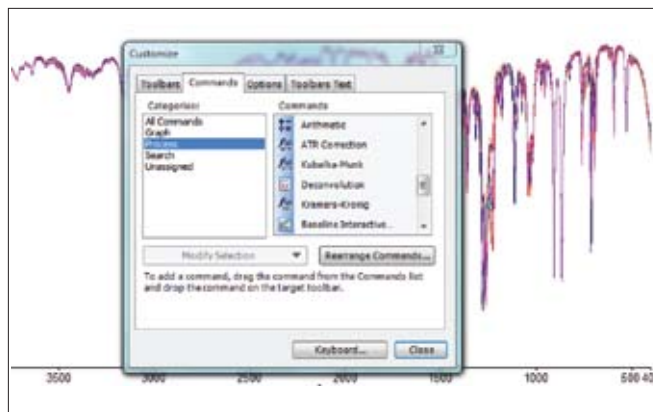 Customize
Toolbars Commands Options Toolbars Text
Categories:
All Commands
Graph
Process
Search
Unassigned
Commands
Arithmetic
ATR Correction
Kubelka-Munk
Deconvolution
Kramers-Kronig
Baseline Interactive...
Modify Selection
Rearrange Commands...
To add a command, drag the command from the Commands list
and drop the command on the target toolbar.
Keyboard... Close
3500 3000 2500 2000 1500 1000 500 40